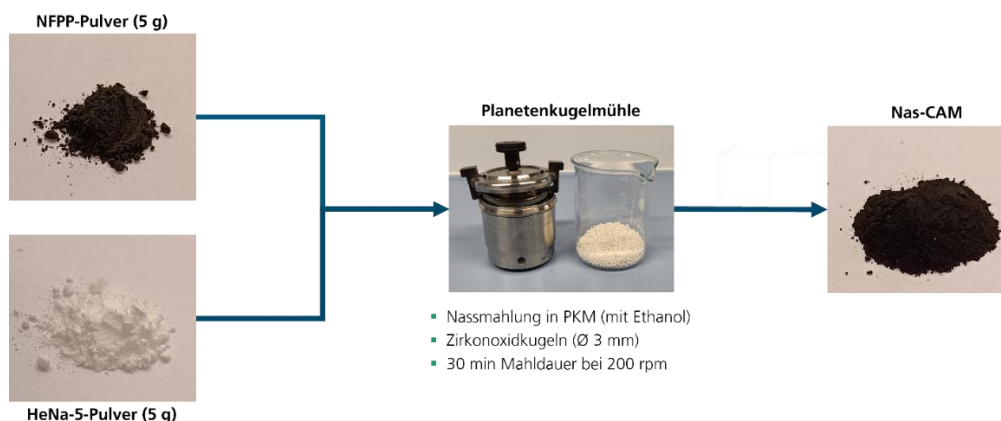 NFPP-Pulver (5 g)
Planetenkugelmühle
Nas-CAM
▪ Nassmahlung in PKM (mit Ethanol)
▪ Zirkonoxidkugeln (Ø 3 mm)
▪ 30 min Mahldauer bei 200 rpm
HeNa-5-Pulver (5 g)